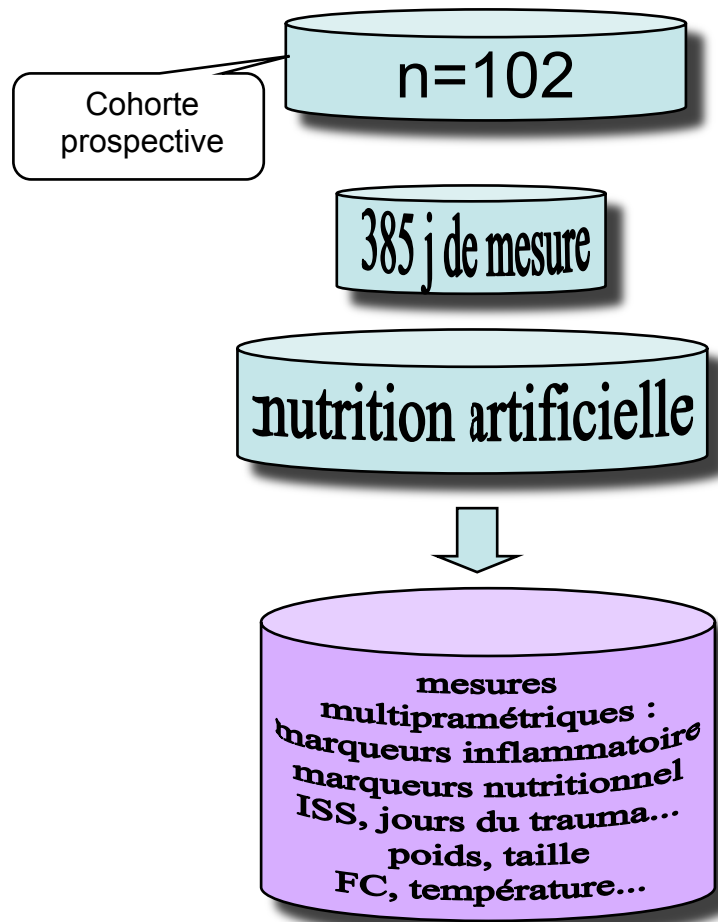 n=102
Cohorte
prospective
385 j de mesure
nutrition artificielle
mesures
multipramétriques :
marqueurs inflammatoire
marqueurs nutritionnel
ISS, jours du trauma...
poids, taille
FC, température...